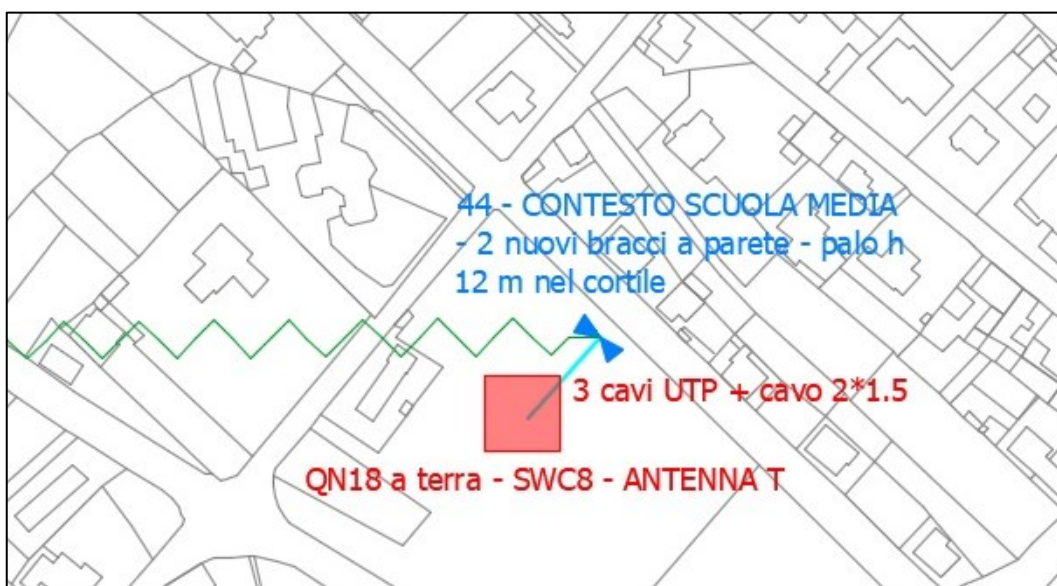 44 - CONTESTO SCUOLA MEDIA
- 2 nuovi bracci a parete - palo h
12 m nel cortile
3 cavi UTP + cavo 2*1.5
QN18 a terra - SWC8 - ANTENNA T